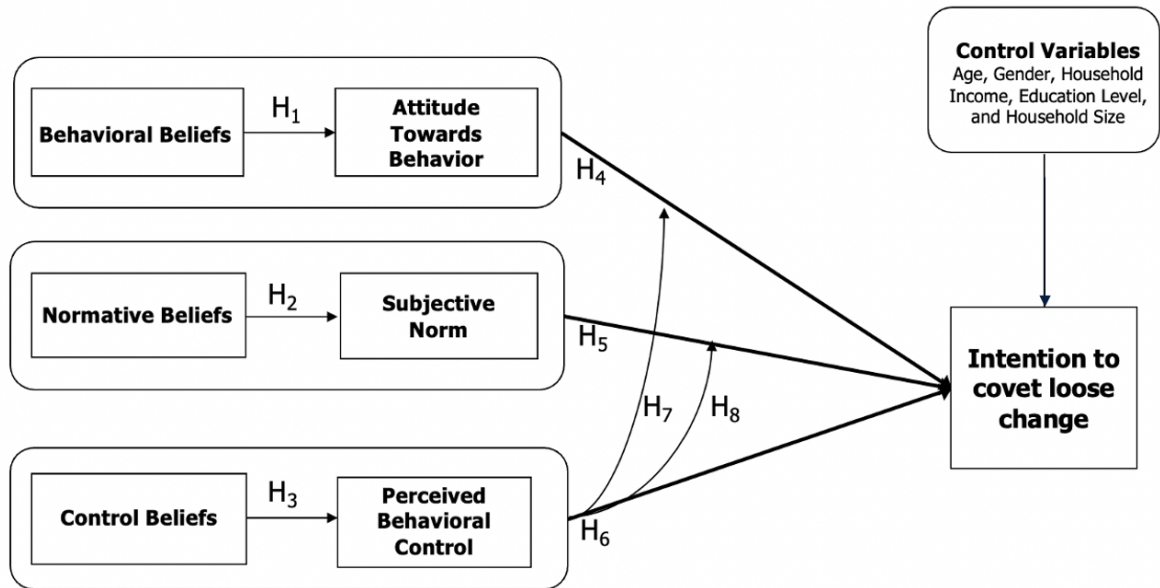 Control Variables
Age, Gender, Household
Income, Education Level,
and Household Size
Behavioral Beliefs
H₁
Attitude
Towards
Behavior
H₄
Normative Beliefs
H₂
Subjective
Norm
H₅
H₇
H₈
Intention to
covet loose
change
Control Beliefs
H₃
Perceived
Behavioral
Control
H₆